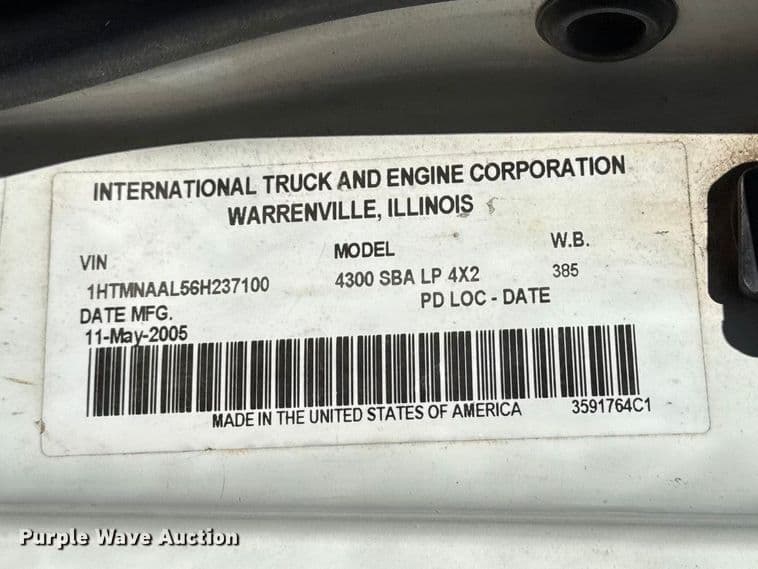 INTERNATIONAL TRUCK AND ENGINE CORPORATION
WARRENVILLE, ILLINOIS
VIN MODEL W.B.
1HTMNAAL56H237100 4300 SBA LP 4X2 385
DATE MFG. PD LOC - DATE
11-May-2005
MADE IN THE UNITED STATES OF AMERICA 3591764C1
Purple Wave Auction